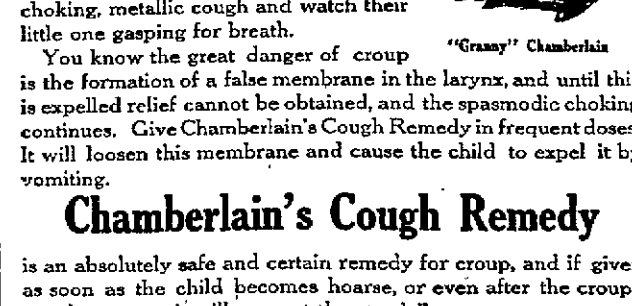 choking, metallic cough and watch their
little one gasping for breath.
You know the great danger of croup
"Granny" Chamberlain
is the formation of a false membrane in the larynx, and until thi
is expelled relief cannot be obtained, and the spasmodic choking
continues. Give Chamberlain's Cough Remedy in frequent doses
It will loosen this membrane and cause the child to expel it b
vomiting.
Chamberlain's Cough Remedy
is an absolutely safe and certain remedy for croup, and if give
as soon as the child becomes hoarse, or even after the croup